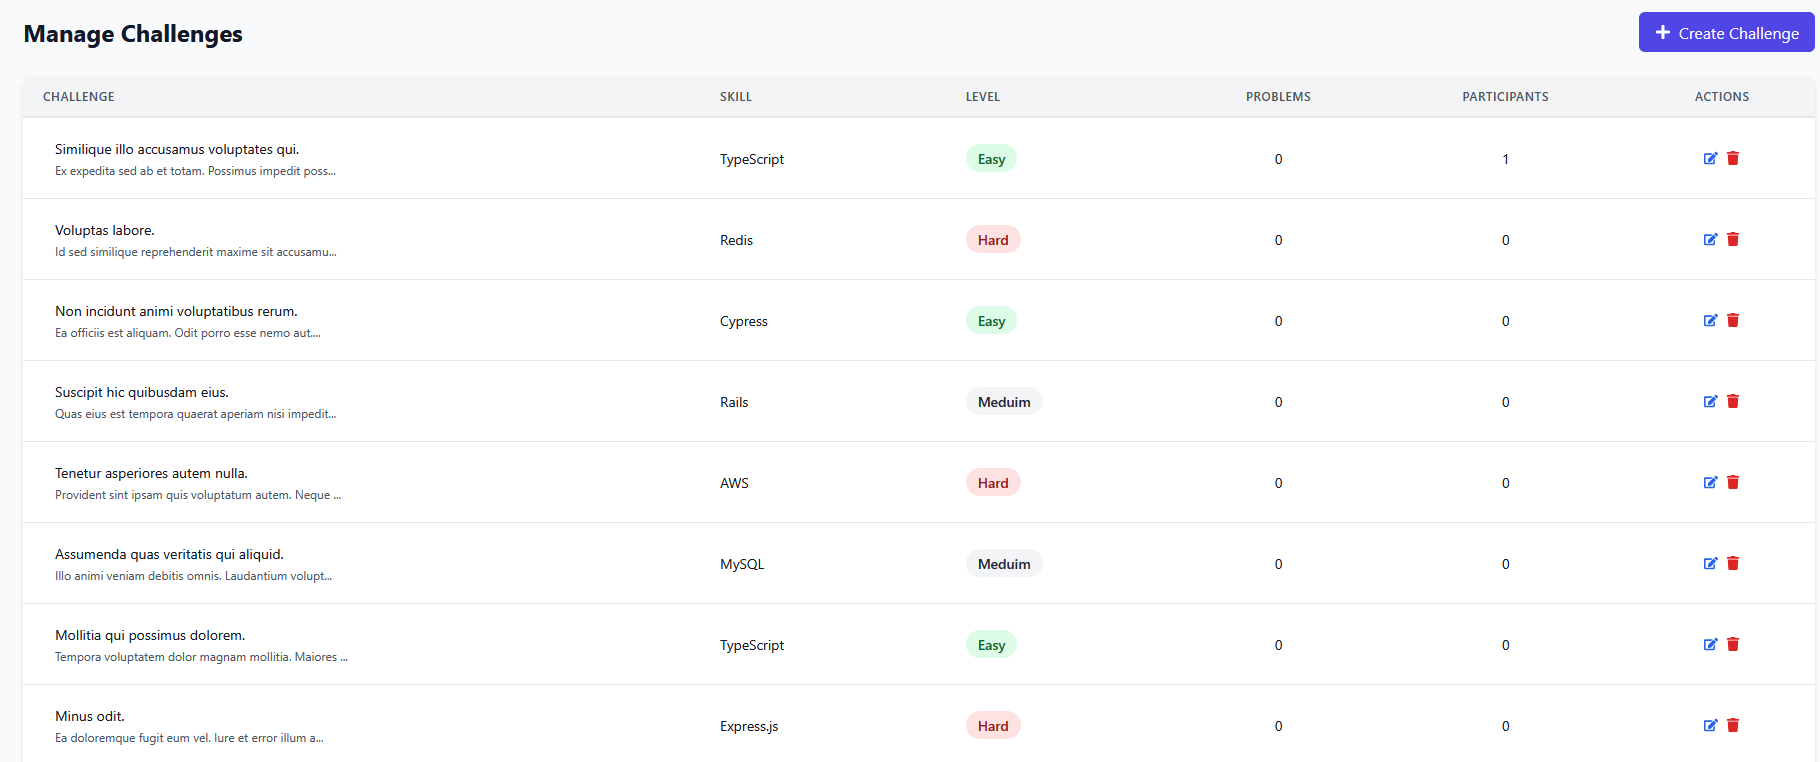 Manage Challenges
Create Challenge
CHALLENGE SKILL LEVEL PROBLEMS PARTICIPANTS ACTIONS
Similique illo accusamus voluptates qui.
Ex expedita sed ab et totam. Possimus impedit poss...
TypeScript Easy 0 1
Voluptas labore.
Id sed similique reprehenderit maxime sit accusamu...
Redis Hard 0 0
Non incidunt animi voluptatibus rerum.
Ea officiis est aliquam. Odit porro esse nemo aut....
Cypress Easy 0 0
Suscipit hic quibusdam eius.
Quas eius est tempora quaerat aperiam nisi impedit...
Rails Meduim 0 0
Tenetur asperiores autem nulla.
Provident sint ipsam quis voluptatum autem. Neque ...
AWS Hard 0 0
Assumenda quas veritatis qui aliquid.
Illo animi veniam debitis omnis. Laudantium volupt...
MySQL Meduim 0 0
Mollitia qui possimus dolorem.
Tempora voluptatem dolor magnam mollitia. Maiores ...
TypeScript Easy 0 0
Minus odit.
Ea doloremque fugit eum vel. Iure et error illum a...
Express.js Hard 0 0